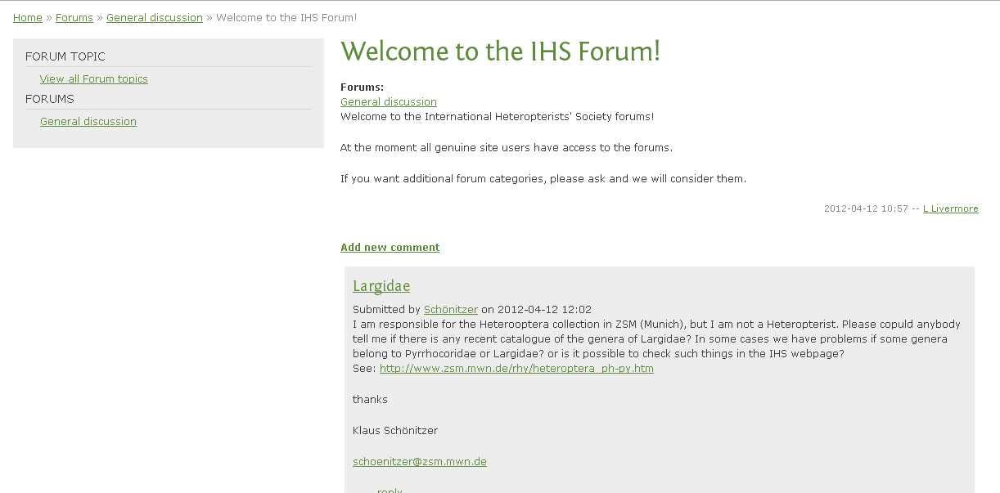 Home » Forums » General discussion » Welcome to the IHS Forum!
FORUM TOPIC
View all Forum topics
FORUMS
General discussion
Welcome to the IHS Forum!
Forums:
General discussion
Welcome to the International Heteropterists' Society forums!
At the moment all genuine site users have access to the forums.
If you want additional forum categories, please ask and we will consider them.
2012-04-12 10:57 -- L Livermore
Add new comment
Largidae
Submitted by Schönitzer on 2012-04-12 12:02
I am responsible for the Heterooptera collection in ZSM (Munich), but I am not a Heteropterist. Please copuld anybody
tell me if there is any recent catalogue of the genera of Largidae? In some cases we have problems if some genera
belong to Pyrrhocoridae or Largidae? or is it possible to check such things in the IHS webpage?
See: http://www.zsm.mwn.de/rhy/heteroptera_ph-py.htm
thanks
Klaus Schönitzer
schoenitzer@zsm.mwn.de
reply